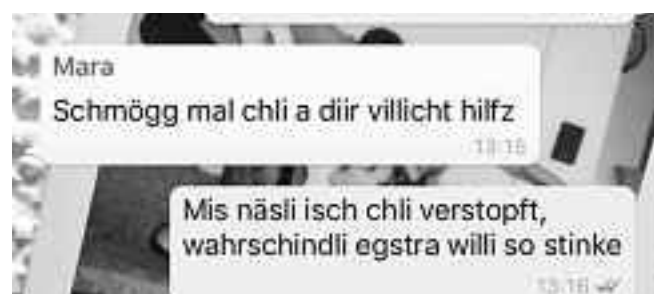 Mara
Schmögg mal chli a diir villicht hilfz
13:16
Mis näsli isch chli verstopft,
wahrschindli egstra willi so stinke
13:16